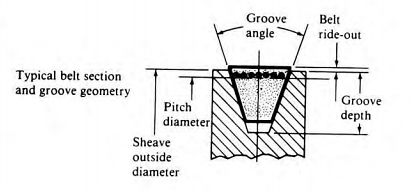 Groove
angle
Belt
ride-out
Typical belt section
and groove geometry
Pitch
diameter
Groove
depth
Sheave
outside
diameter